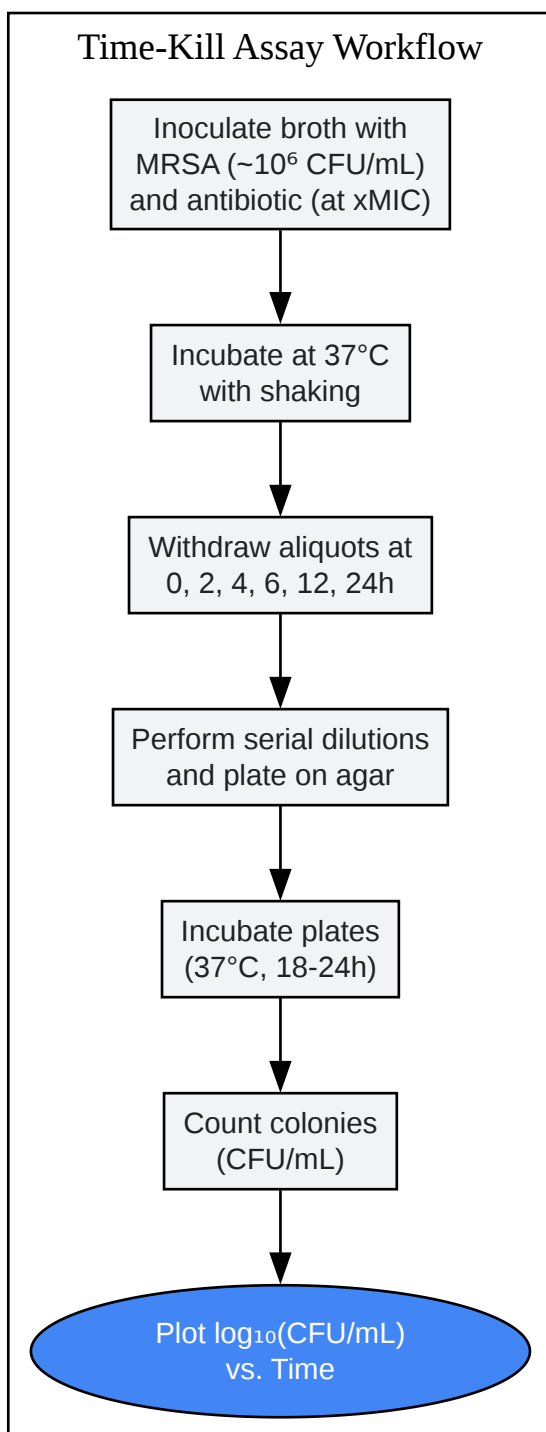 Time-Kill Assay Workflow
Inoculate broth with
MRSA (~10⁶ CFU/mL)
and antibiotic (at xMIC)
Incubate at 37°C
with shaking
Withdraw aliquots at
0, 2, 4, 6, 12, 24h
Perform serial dilutions
and plate on agar
Incubate plates
(37°C, 18-24h)
Count colonies
(CFU/mL)
Plot log₁₀(CFU/mL)
vs. Time